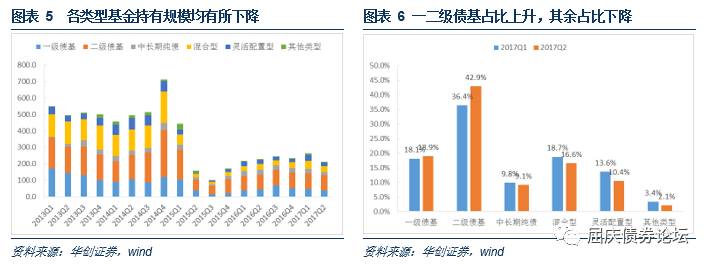 图表 5 各类型基金持有规模均有所下降
一级债基 二级债基 中长期纯债 混合型 灵活配置型 其他类型
800.0
700.0
600.0
500.0
400.0
300.0
200.0
100.0
0.0
2013Q1 2013Q2 2013Q3 2013Q4 2014Q1 2014Q2 2014Q3 2014Q4 2015Q1 2015Q2 2015Q3 2015Q4 2016Q1 2016Q2 2016Q3 2016Q4 2017Q1 2017Q2
资料来源：华创证券，wind
图表 6 一二级债基占比上升，其余占比下降
2017Q1 2017Q2
50.0%
45.0%
40.0%
35.0%
30.0%
25.0%
20.0%
15.0%
10.0%
5.0%
0.0%
18.1% 18.9% 36.4% 42.9% 9.8% 9.1% 18.7% 16.6% 13.6% 10.4% 3.4% 2.1%
一级债基 二级债基 中长期纯债 混合型 灵活配置型 其他类型
资料来源：华创证券，wind
屈庆债券论坛